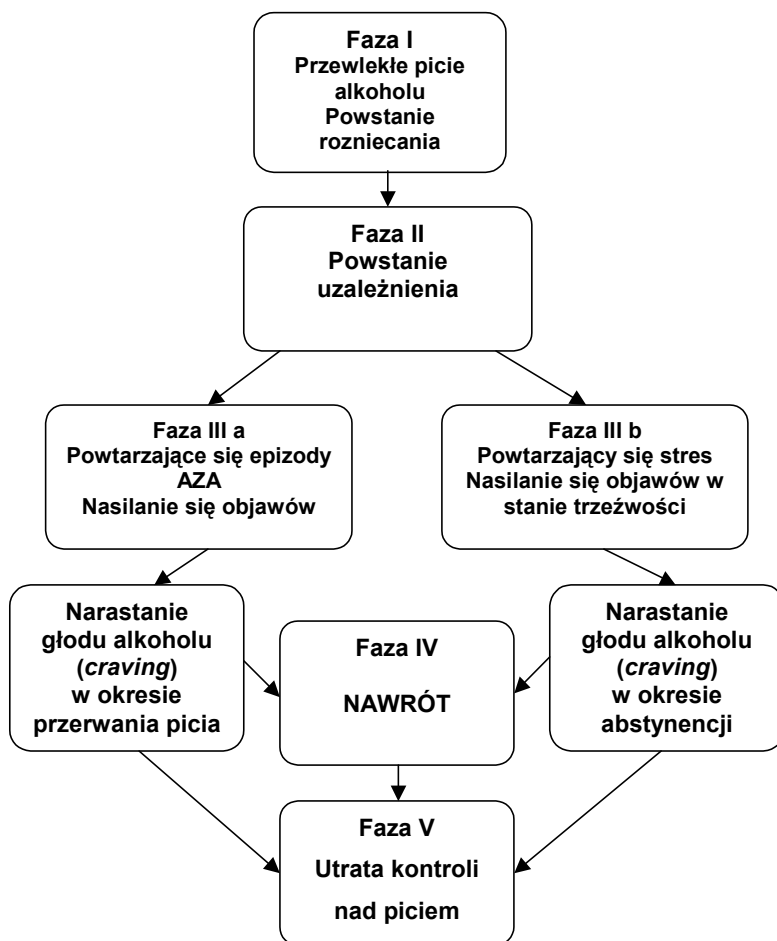 Faza I
Przewlekłe picie
alkoholu
Powstanie
rozniecania
Faza II
Powstanie
uzależnienia
Faza III a
Powtarzające się epizody
AZA
Nasilanie się objawów
Faza III b
Powtarzający się stres
Nasilanie się objawów w
stanie trzeźwości
Narastanie
głodu alkoholu
(craving)
w okresie
przerwania picia
Faza IV
NAWRÓT
Narastanie
głodu alkoholu
(craving)
w okresie
abstynencji
Faza V
Utrata kontroli
nad piciem